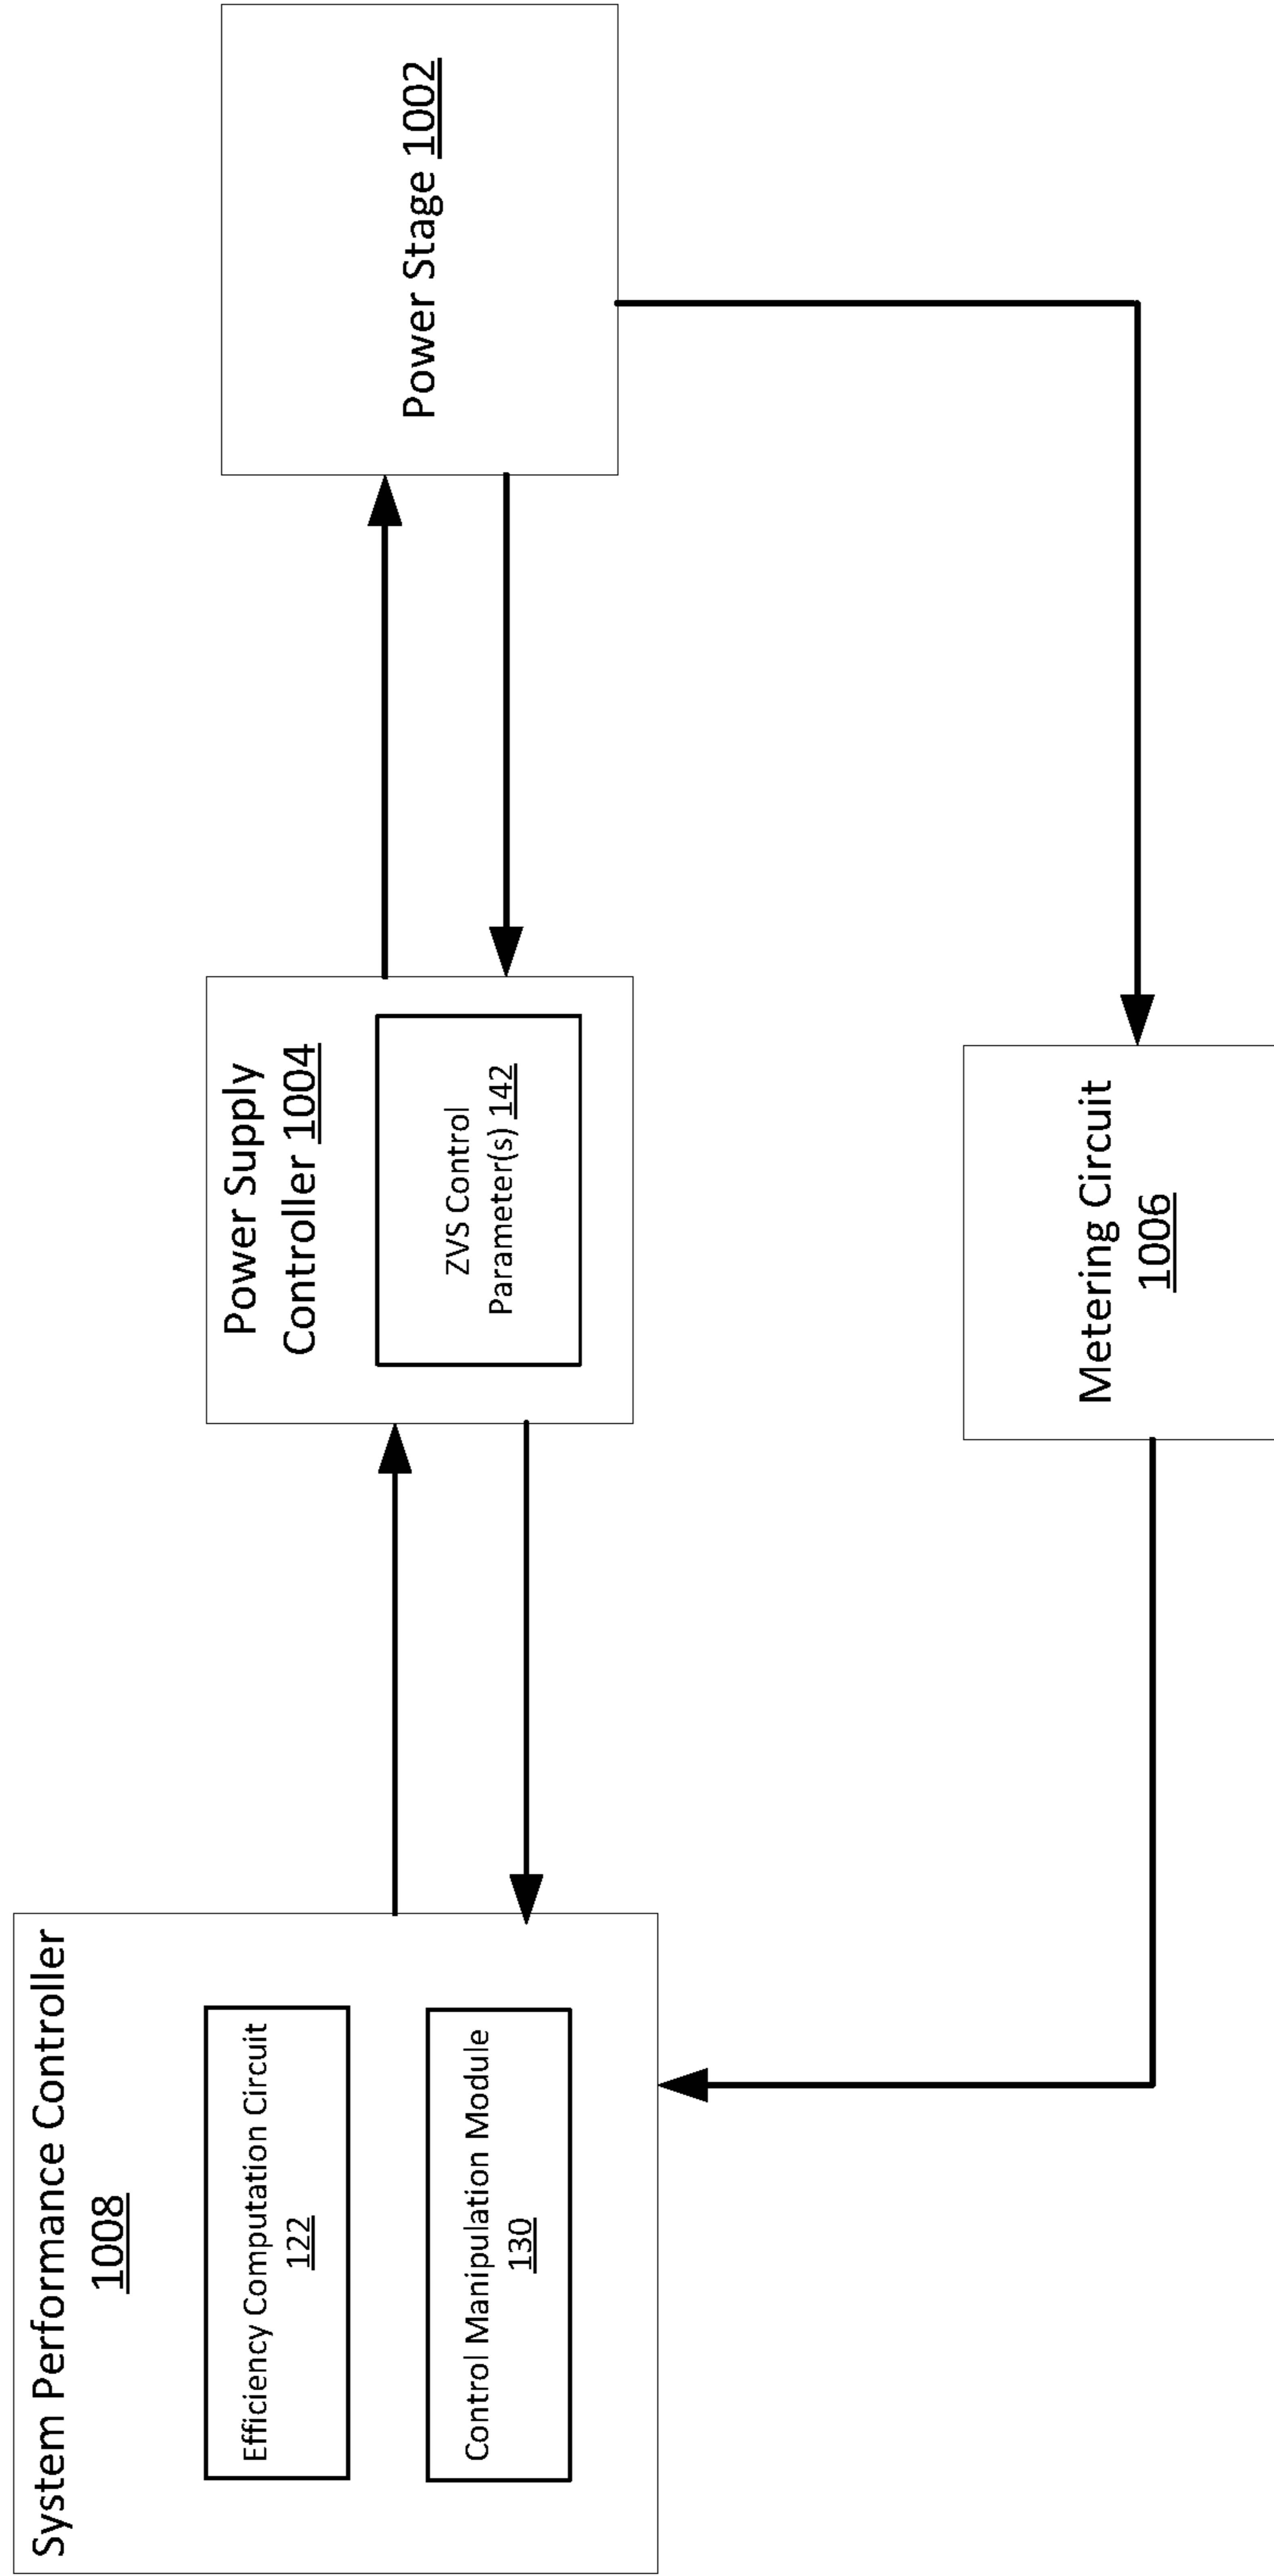 System Performance Controller
1008
Efficiency Computation Circuit
122
Control Manipulation Module
130
Power Supply
Controller 1004
ZVS Control
Parameter(s) 142
Power Stage 1002
Metering Circuit
1006